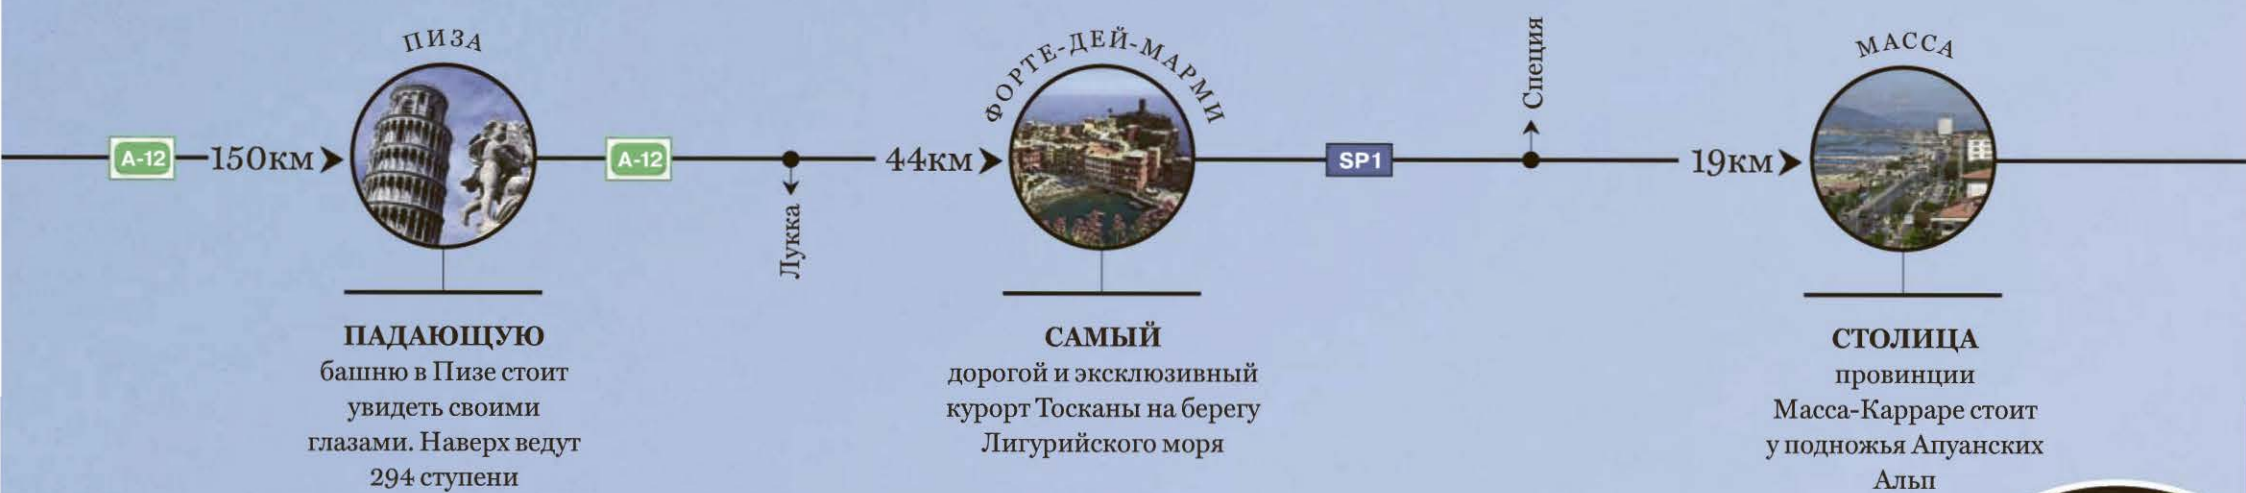 ПИЗА
ФОРТЕ-ДЕЙ-МАРМИ
Специя
МАССА
A-12
150км
A-12
Лукка
44км
SP1
19км
ПАДАЮЩУЮ
башню в Пизе стоит
увидеть своими
глазами. Наверх ведут
294 ступени
САМЫЙ
дорогой и эксклюзивный
курорт Тосканы на берегу
Лигурийского моря
СТОЛИЦА
провинции
Масса-Карраре стоит
у подножья Апуанских
Альп